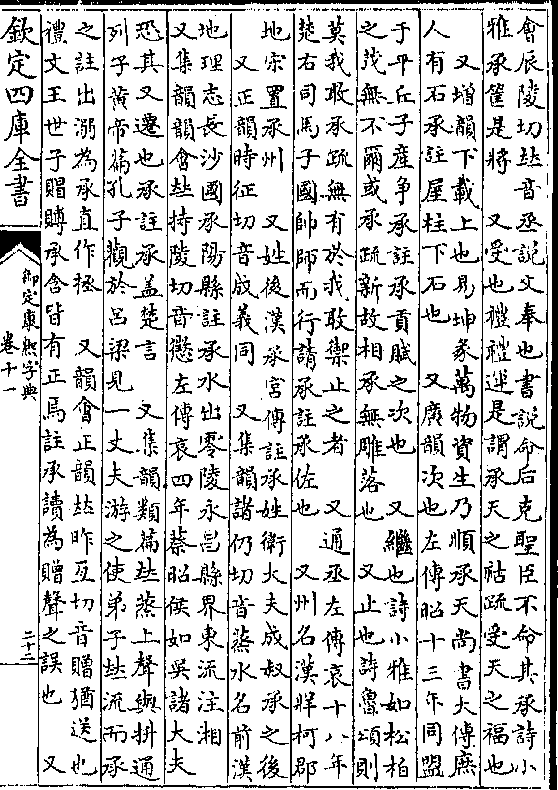 會辰陵切𠀤音丞說文奉也書說命后克聖臣不命其承詩小
雅承筐是將　又受也禮禮運是謂承天之祜疏受天之福也
又增韻下載上也易坤彖萬物資生乃順承天尚書大傳庶
人有石承註屋柱下石也　又廣韻次也左傳昭十三年同盟
于平丘子產爭承註承貢賦之次也　又繼也詩小雅如松柏
之茂無不爾或承疏新故相承無雕落也　又止也詩魯頌則
莫我敢承疏無有於我敢禦止之者　又通丞左傳哀十八年
楚右司馬子國帥師而行請承註承佐也　又州名漢牂柯郡
地宋置承州　又姓後漢承宮傳註承姓衛大夫成叔承之後
又正韻時征切音成義同　又集韻諸仍切音蒸水名前漢
地理志長沙國承陽縣註承水出零陵永昌縣界東流注湘
又集韻韻會𠀤持陵切音懲左傳哀四年蔡昭侯如吳諸大夫
恐其又遷也承註承蓋楚言　又集韻類篇𠀤蒸上聲與抍通
列子黃帝篇孔子觀於呂梁見一丈夫游之使弟子𠀤流而承
之註出溺為承直作拯　又韻會正韻𠀤昨亙切音贈猶送也
禮文王世子賵賻承含皆有正焉註承讀為贈聲之誤也　又
欽定四庫全書
御定康熙字典
卷十一
二十二